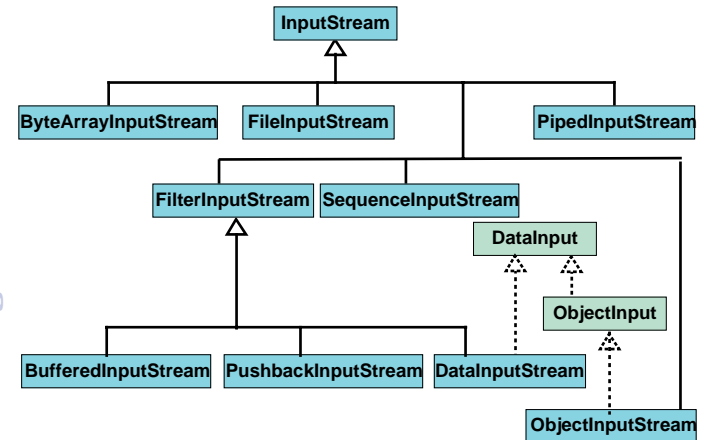 InputStream
ByteArrayInputStream
FileInputStream
PipedInputStream
FilterInputStream
SequenceInputStream
DataInput
ObjectInput
BufferedInputStream
PushbackInputStream
DataInputStream
ObjectInputStream